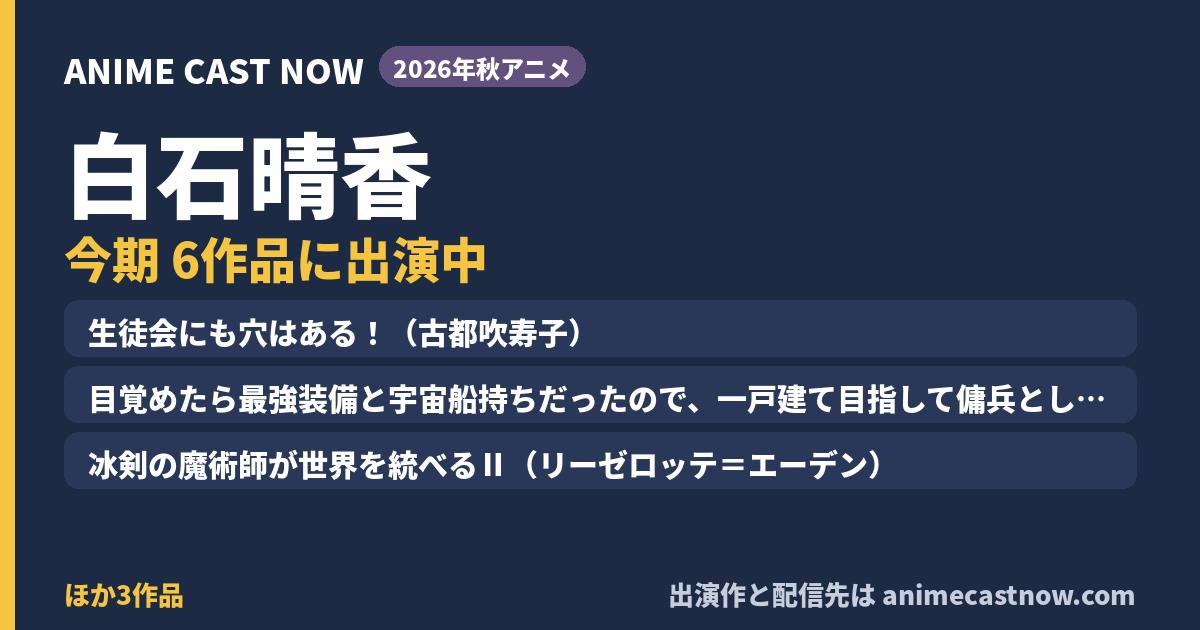 ANIME CAST NOW 2026年秋アニメ
白石晴香
今期 6作品に出演中
生徒会にも穴はある！（古都吹寿子）
目覚めたら最強装備と宇宙船持ちだったので、一戸建て目指して傭兵とし…
冰剣の魔術師が世界を統べるⅡ（リーゼロッテ＝エーデン）
ほか3作品
出演作と配信先は animecastnow.com